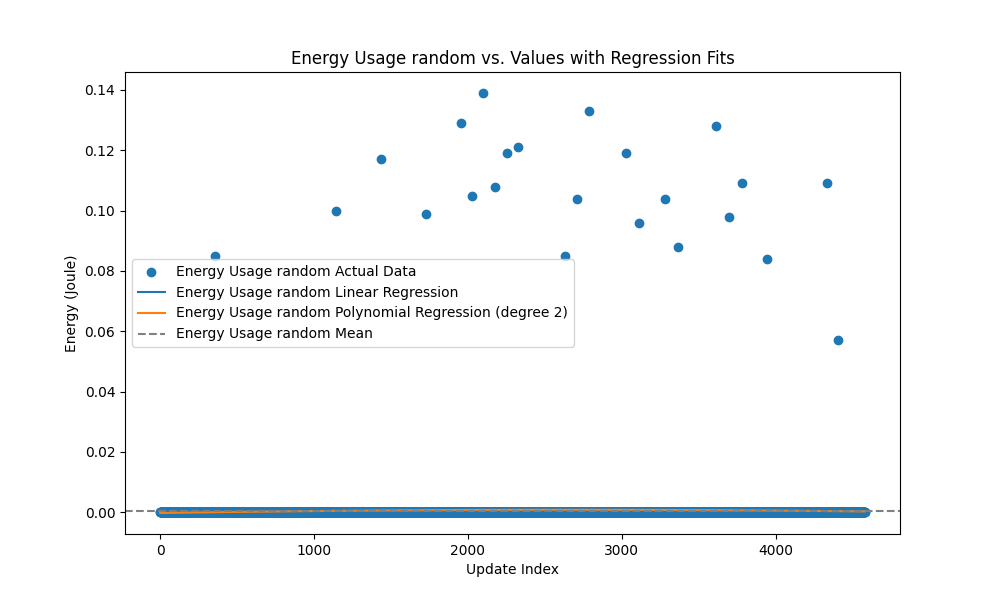 Energy Usage random vs. Values with Regression Fits
Energy (Joule)
0.14
0.12
0.10
0.08
0.06
0.04
0.02
0.00
Energy Usage random Actual Data
Energy Usage random Linear Regression
Energy Usage random Polynomial Regression (degree 2)
Energy Usage random Mean
0 1000 2000 3000 4000
Update Index